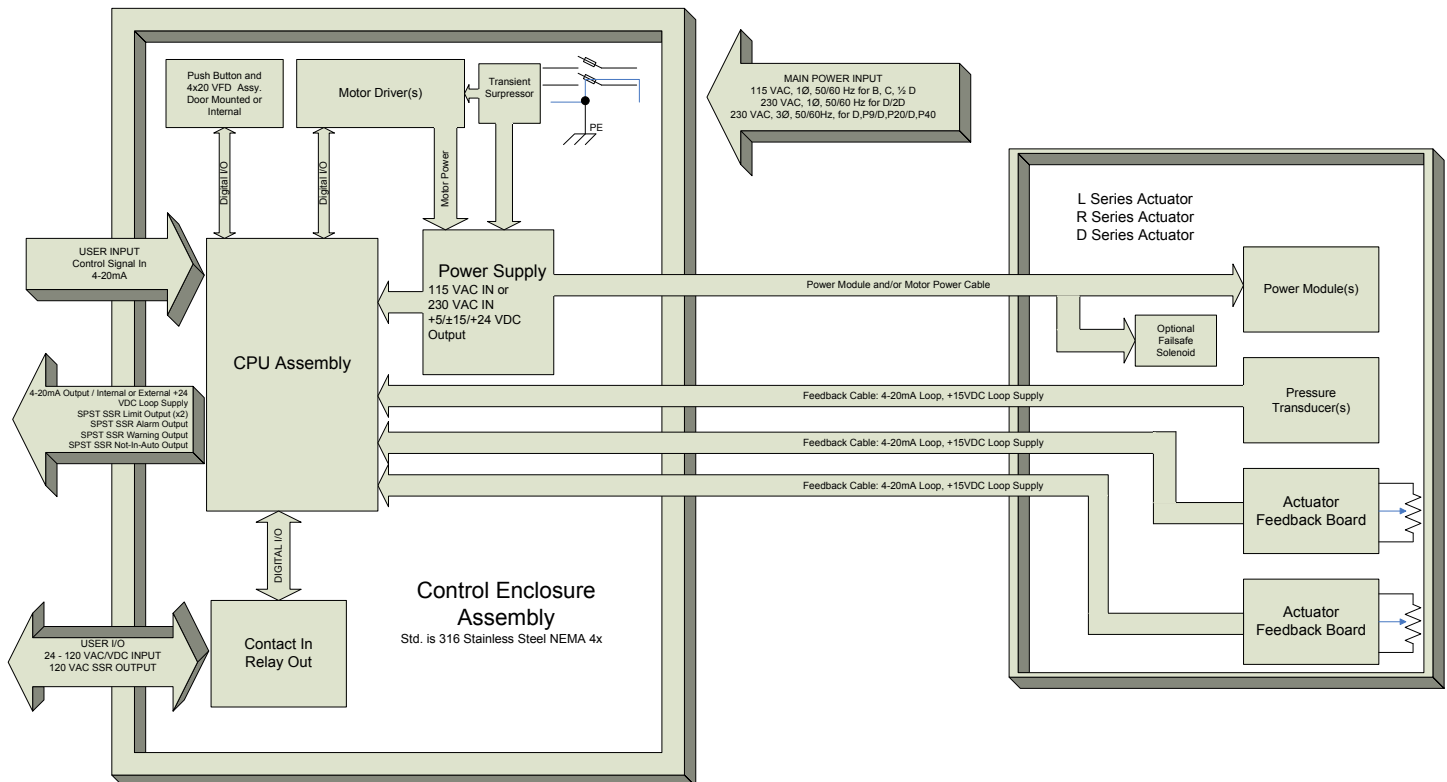 Push Button and
4x20 VFD Assy.
Door Mounted or
Internal
Motor Driver(s)
Transient
Surpressor
PE
MAIN POWER INPUT
115 VAC, 1Ø, 50/60 Hz for B, C, ½ D
230 VAC, 1Ø, 50/60 Hz for D/2D
230 VAC, 3Ø, 50/60Hz, for D,P9/D,P20/D,P40
Digital I/O
Digital I/O
Motor Power
L Series Actuator
R Series Actuator
D Series Actuator
USER INPUT
Control Signal In
4-20mA
Power Supply
115 VAC IN or
230 VAC IN
+5/±15/+24 VDC
Output
Power Module and/or Motor Power Cable
Power Module(s)
Optional
Failsafe
Solenoid
CPU Assembly
4-20mA Output / Internal or External +24
VDC Loop Supply
SPST SSR Limit Output (x2)
SPST SSR Alarm Output
SPST SSR Warning Output
SPST SSR Not-In-Auto Output
Feedback Cable: 4-20mA Loop, +15VDC Loop Supply
Pressure
Transducer(s)
Feedback Cable: 4-20mA Loop, +15VDC Loop Supply
Feedback Cable: 4-20mA Loop, +15VDC Loop Supply
Actuator
Feedback Board
DIGITAL I/O
Control Enclosure
Assembly
Std. is 316 Stainless Steel NEMA 4x
Actuator
Feedback Board
USER I/O
24 - 120 VAC/VDC INPUT
120 VAC SSR OUTPUT
Contact In
Relay Out